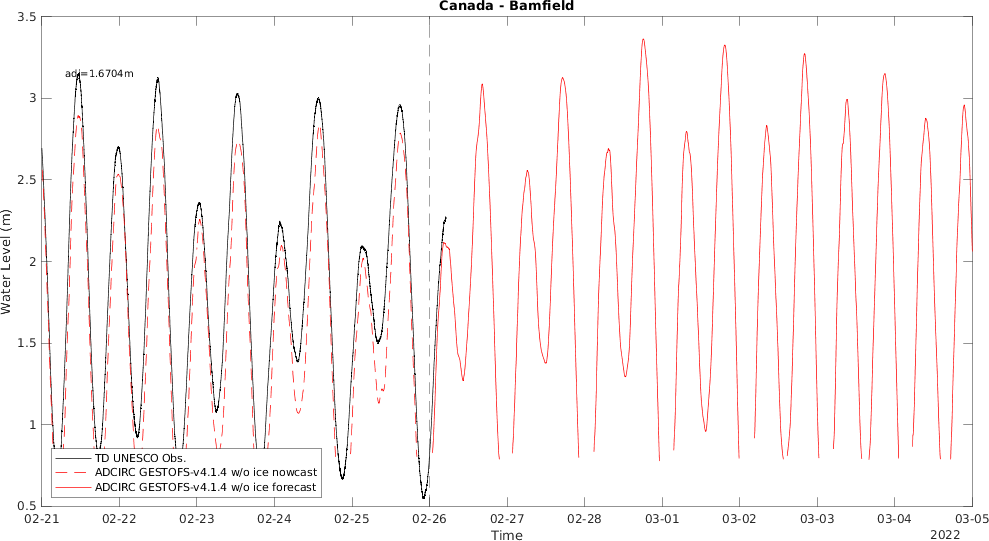 Canada - Bamfield
3.5
3
2.5
2
1.5
1
0.5
Water Level (m)
adj=1.6704m
TD UNESCO Obs.
ADCIRC GESTOFS-v4.1.4 w/o ice nowcast
ADCIRC GESTOFS-v4.1.4 w/o ice forecast
02-21 02-22 02-23 02-24 02-25 02-26 02-27 02-28 03-01 03-02 03-03 03-04 03-05
Time
2022